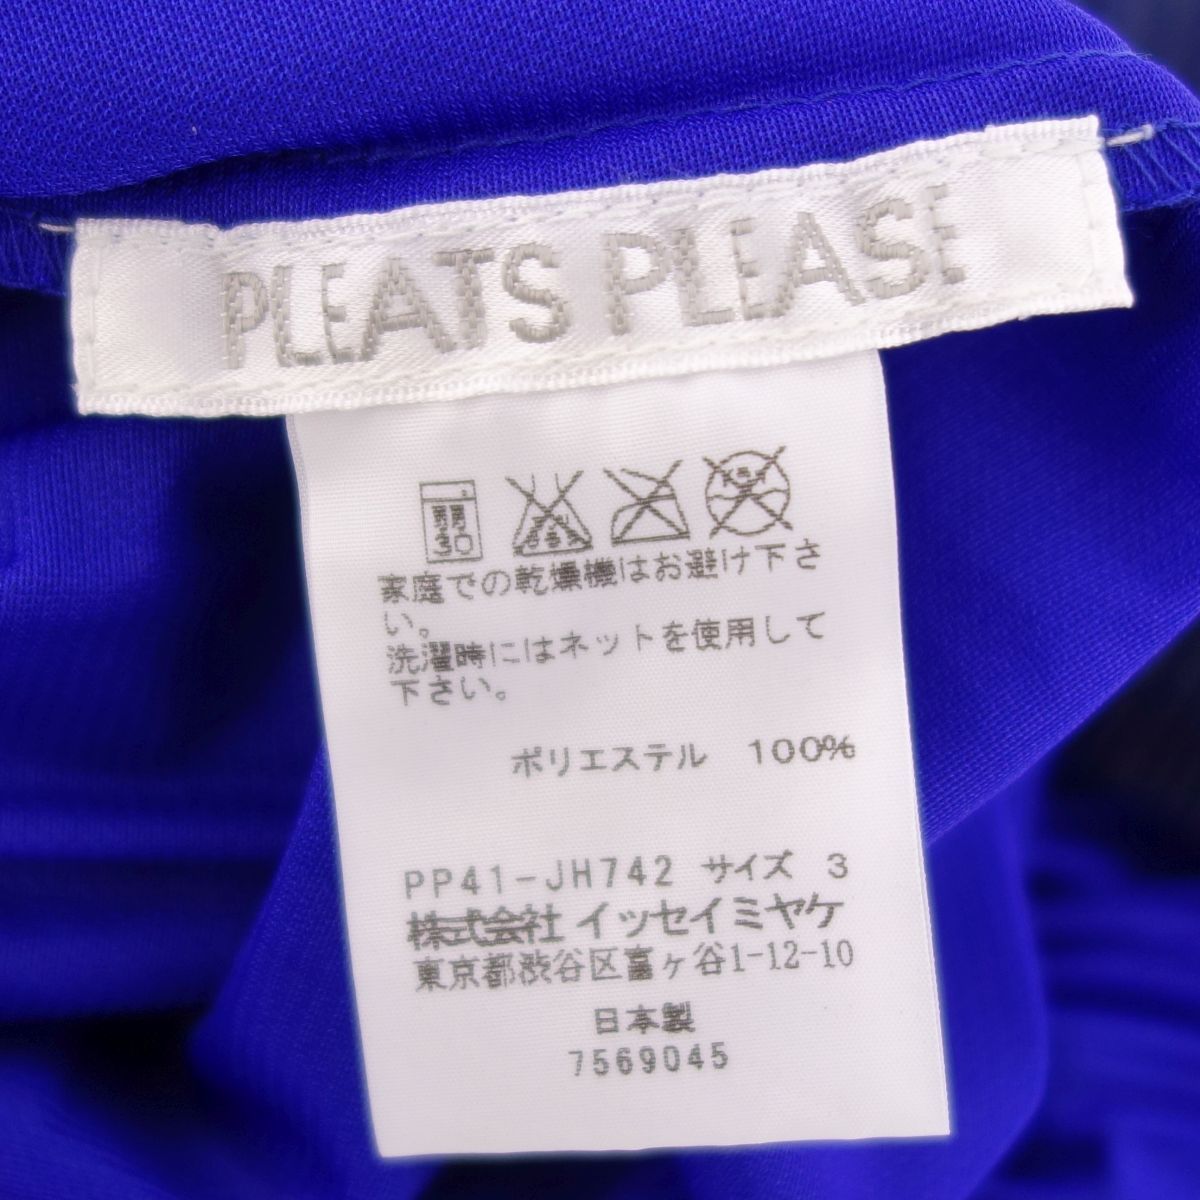 PLEATS PLEASE
弱
30
家庭での乾燥機はお避け下さ
い。
洗濯時にはネットを使用して
下さい。
ポリエステル 100%
PP41-JH742 サイズ 3
株式会社 イッセイミヤケ
東京都渋谷区富ヶ谷1-12-10
日本製
7569045